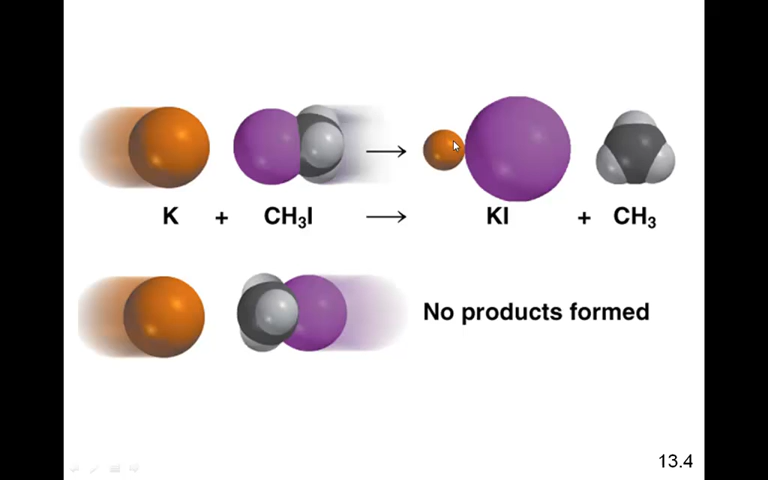 K + CH₃I → KI + CH₃
No products formed
13.4